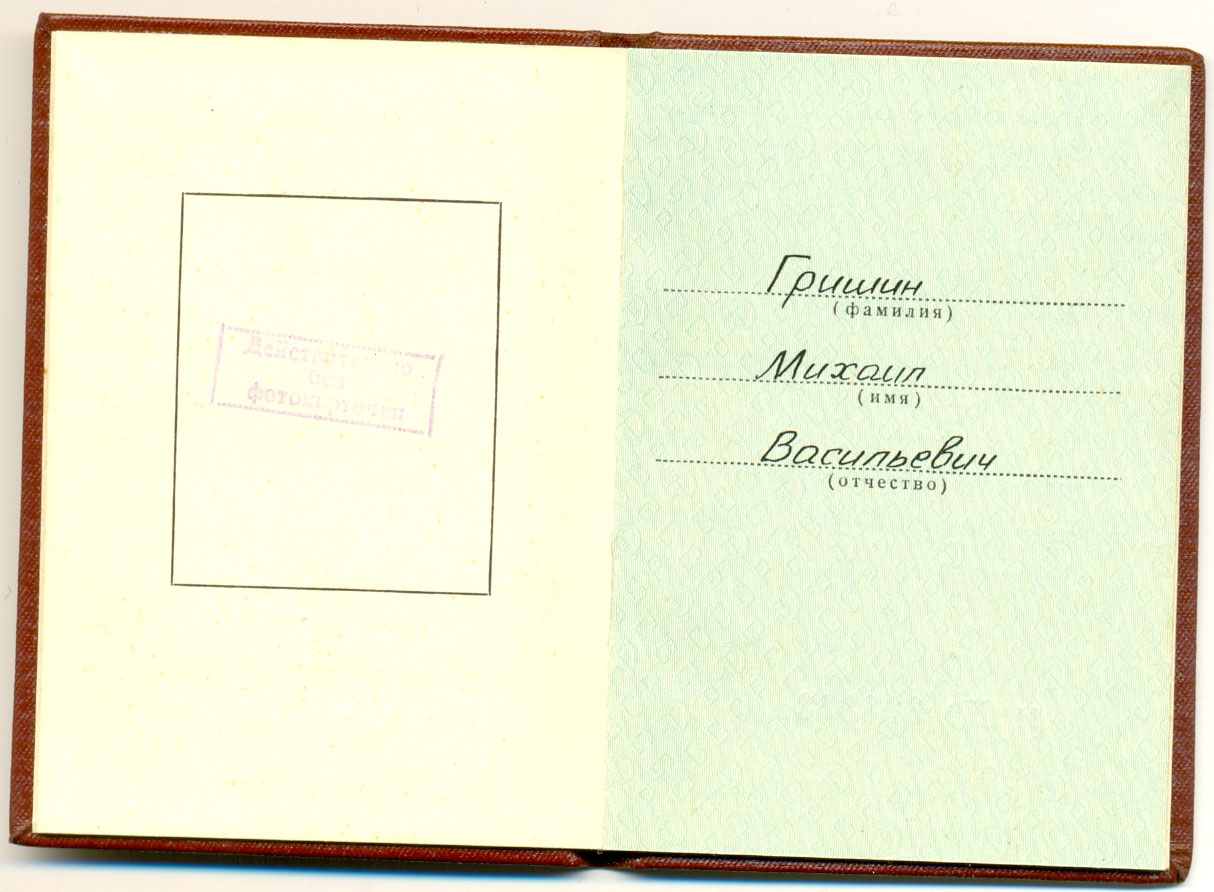 Действительно
без
фотокарточки
Гришин
(фамилия)
Михаил
(имя)
Васильевич
(отчество)